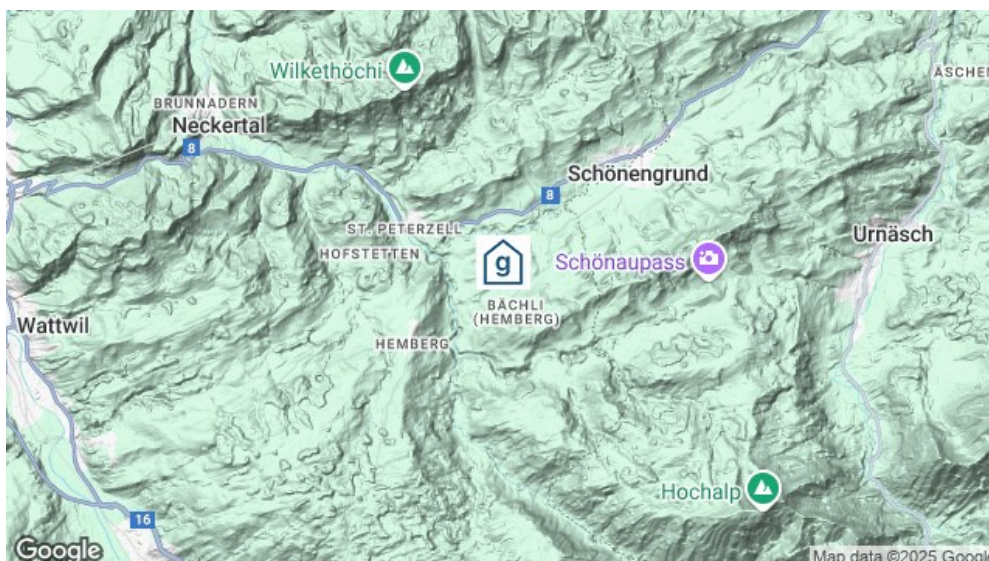 Wilkethöchi
ÄSCHEN
BRUNNADERN
Neckertal
8
Schönengrund
8
ST. PETERZELL
HOFSTETTEN
g
Schönaupass
Urnäsch
BÄCHLI
(HEMBERG)
Wattwil
HEMBERG
Hochalp
16
Google
Map data ©2025 Google